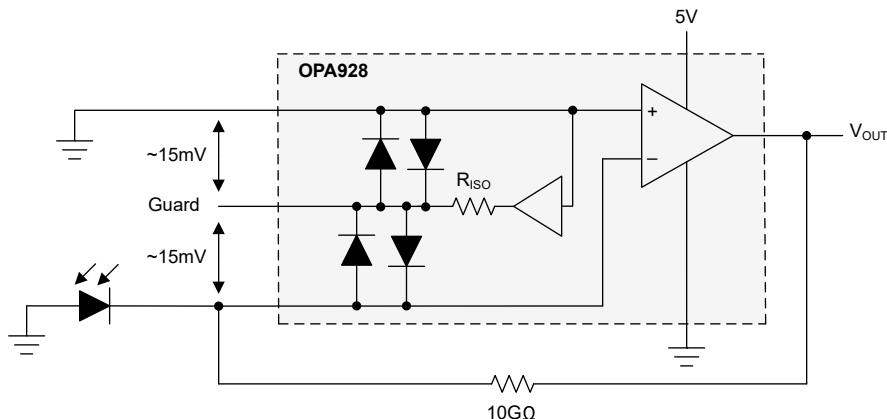 5V
OPA928
+
VOUT
~15mV
RISO
−
Guard
~15mV
10GΩ